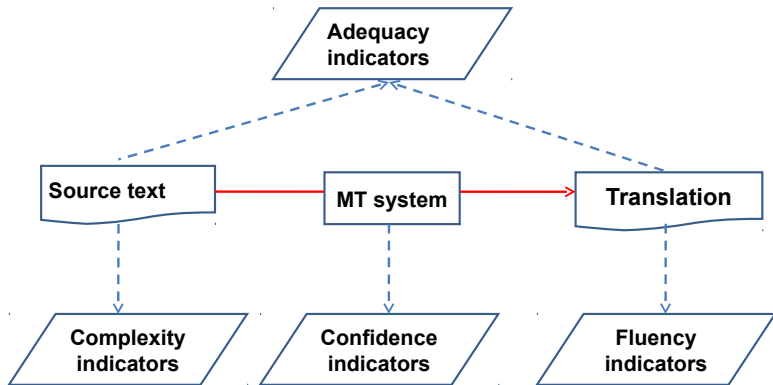 Adequacy
indicators
Source text
MT system
Translation
Complexity
indicators
Confidence
indicators
Fluency
indicators